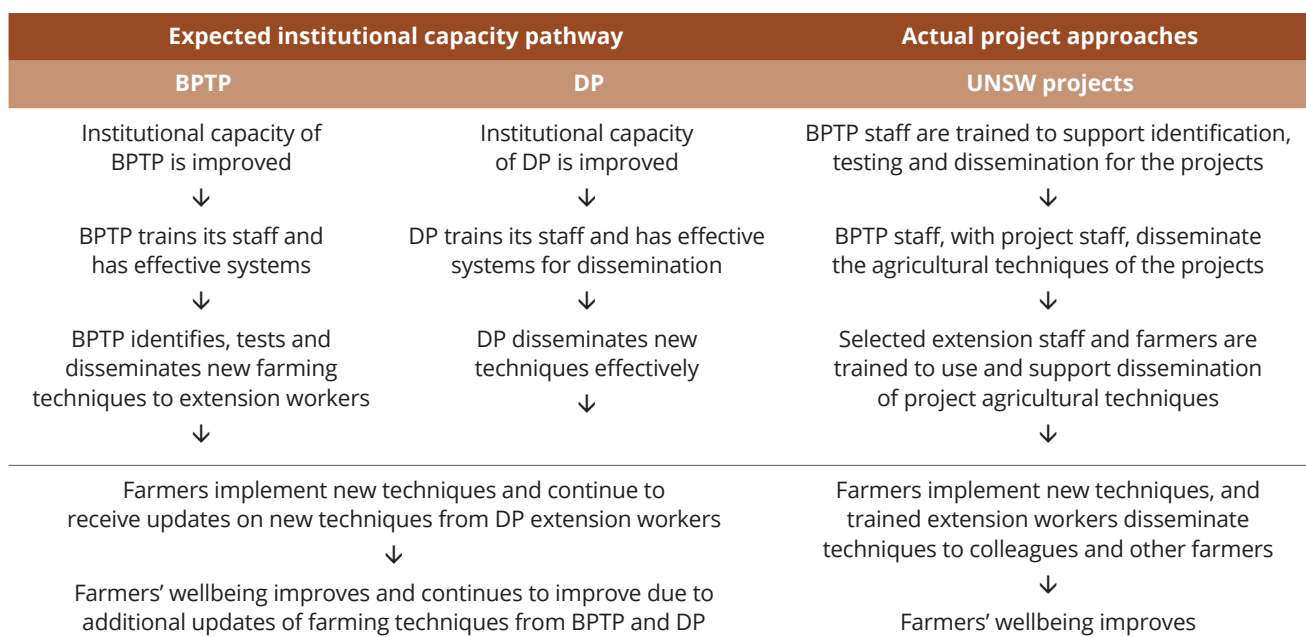 Expected institutional capacity pathway
Actual project approaches
BPTP
DP
UNSW projects
Institutional capacity of
BPTP is improved
↓
BPTP trains its staff and
has effective systems
↓
BPTP identifies, tests and
disseminates new farming
techniques to extension workers
↓
Institutional capacity
of DP is improved
↓
DP trains its staff and has effective
systems for dissemination
↓
DP disseminates new
techniques effectively
↓
BPTP staff are trained to support identification,
testing and dissemination for the projects
↓
BPTP staff, with project staff, disseminate
the agricultural techniques of the projects
↓
Selected extension staff and farmers are
trained to use and support dissemination
of project agricultural techniques
↓
Farmers implement new techniques and continue to
receive updates on new techniques from DP extension workers
↓
Farmers’ wellbeing improves and continues to improve due to
additional updates of farming techniques from BPTP and DP
Farmers implement new techniques, and
trained extension workers disseminate
techniques to colleagues and other farmers
↓
Farmers’ wellbeing improves